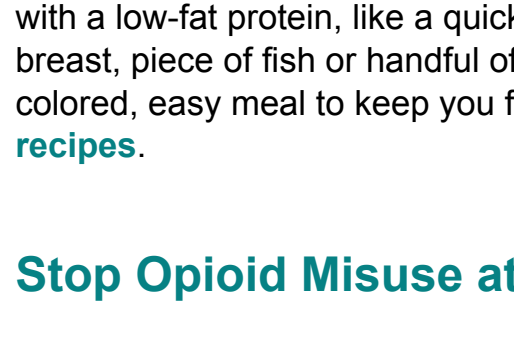 with a low-fat protein, like a quick
breast, piece of fish or handful of
colored, easy meal to keep you f
recipes.
Stop Opioid Misuse at